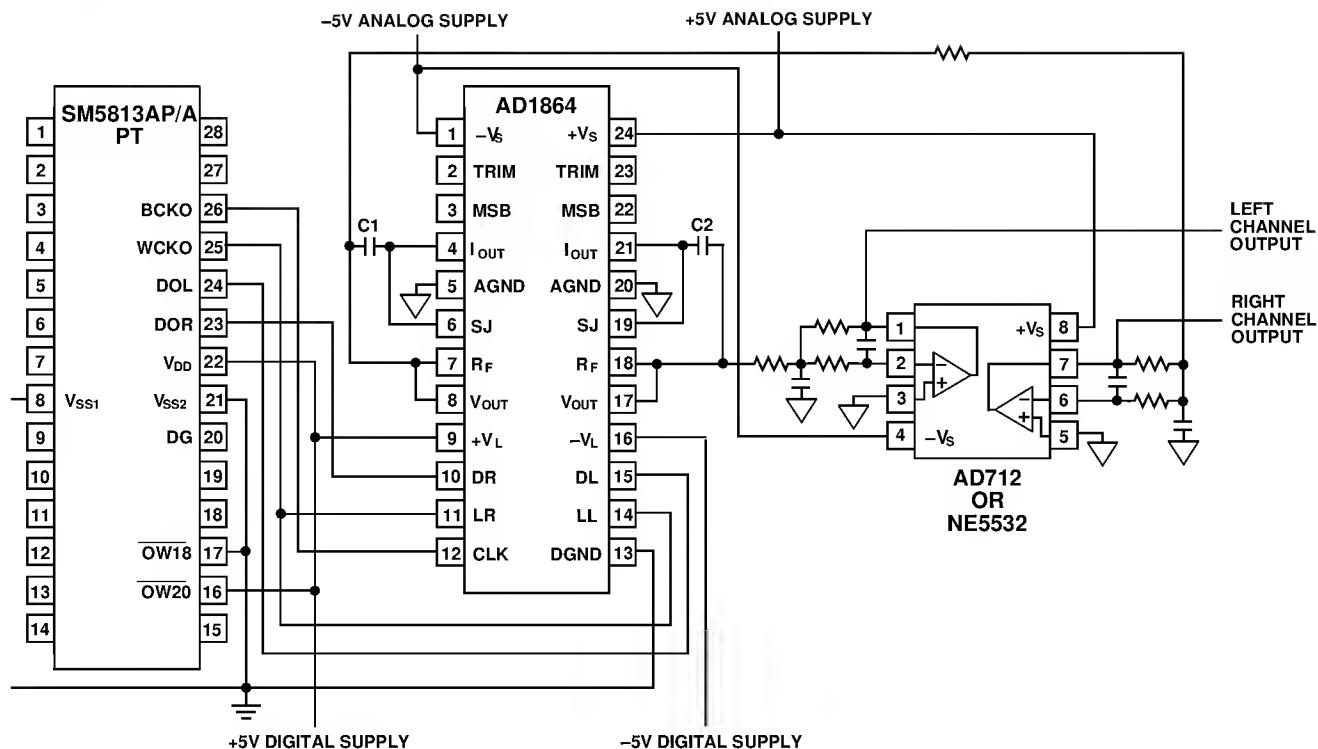 –5V ANALOG SUPPLY
+5V ANALOG SUPPLY
SM5813AP/A
PT
1
2
3
4
5
6
7
8 VSS1
9
10
11
12
13
14
28
27
BCKO 26
WCKO 25
DOL 24
DOR 23
VDD 22
VSS2 21
DG 20
19
18
OW18 17
OW20 16
15
C1
AD1864
1 –VS
2 TRIM
3 MSB
4 IOUT
5 AGND
6 SJ
7 RF
8 VOUT
9 +VL
10 DR
11 LR
12 CLK
+VS 24
TRIM 23
MSB 22
IOUT 21
AGND 20
SJ 19
RF 18
VOUT 17
–VL 16
DL 15
LL 14
DGND 13
C2
LEFT
CHANNEL
OUTPUT
RIGHT
CHANNEL
OUTPUT
1
2
3
4 –VS
+VS 8
7
6
5
–
+
–
+
AD712
OR
NE5532
+5V DIGITAL SUPPLY
–5V DIGITAL SUPPLY